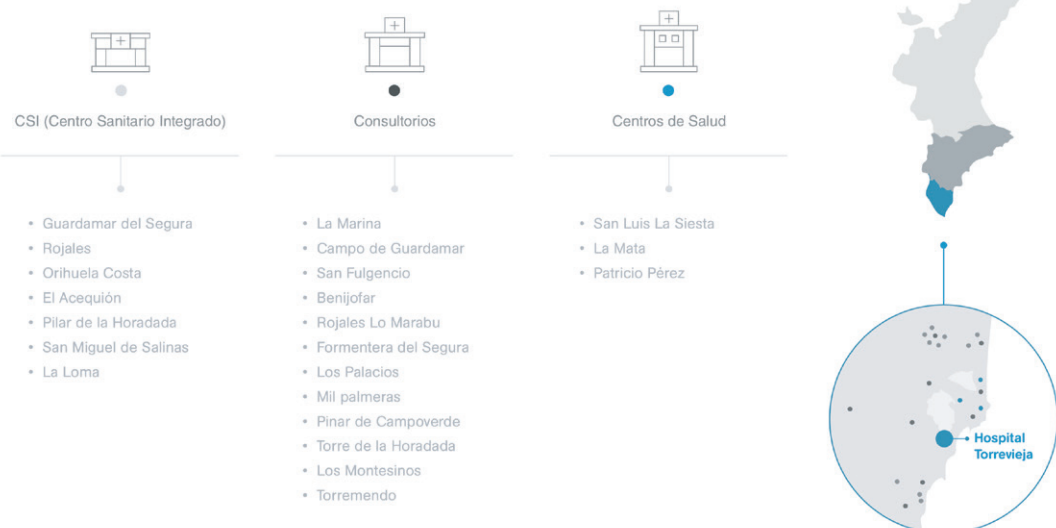 CSI (Centro Sanitario Integrado)
• Guardamar del Segura
• Rojales
• Orihuela Costa
• El Acequión
• Pilar de la Horadada
• San Miguel de Salinas
• La Loma
Consultorios
• La Marina
• Campo de Guardamar
• San Fulgencio
• Benijofar
• Rojales Lo Marabu
• Formentera del Segura
• Los Palacios
• Mil palmeras
• Pinar de Campoverde
• Torre de la Horadada
• Los Montesinos
• Torremendo
Centros de Salud
• San Luis La Siesta
• La Mata
• Patricio Pérez
Hospital
Torrevieja